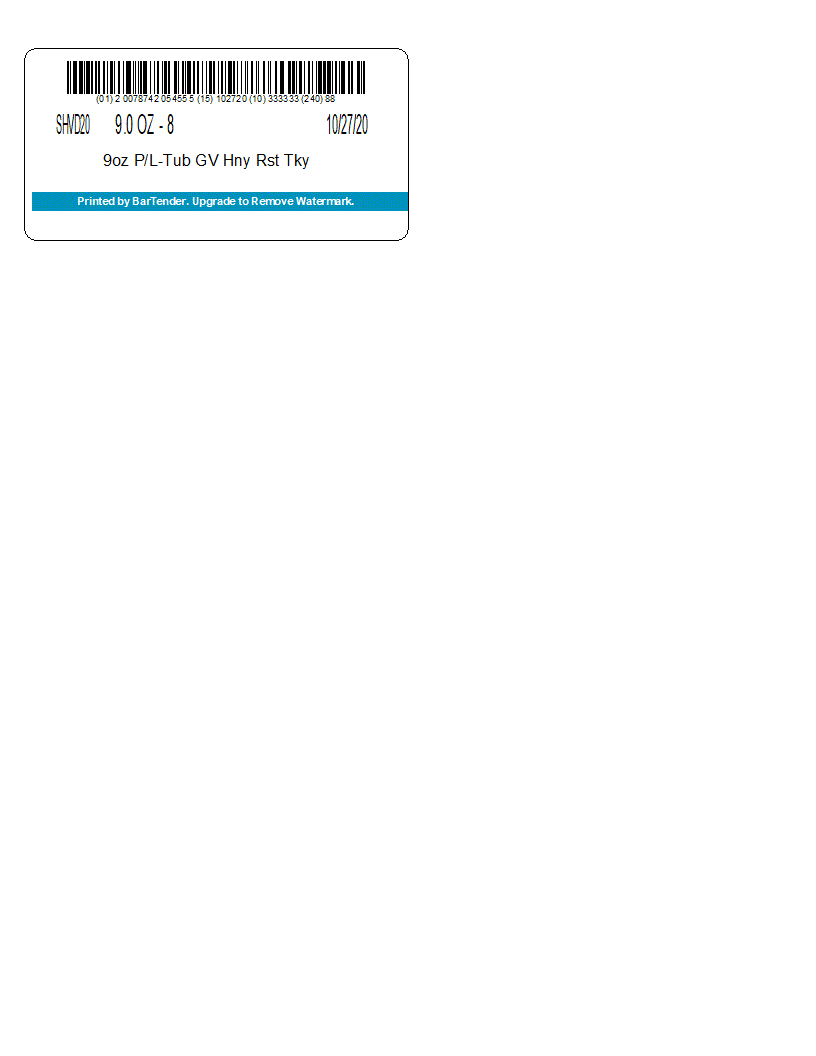 (01) 2 0078742 05455 5 (15) 102720 (10) 333333 (240) 88
SHVD20 9.0 OZ - 8 10/27/20
9oz P/L-Tub GV Hny Rst Tky
Printed by BarTender. Upgrade to Remove Watermark.